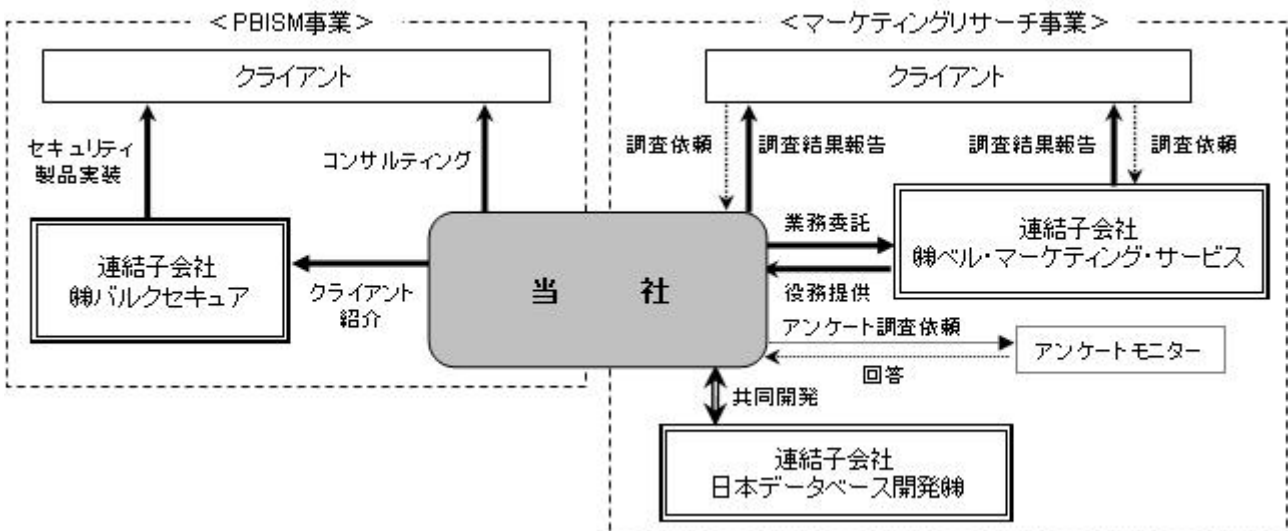 ＜PBISM事業＞
クライアント
セキュリティ
製品実装
コンサルティング
連結子会社
㈱バルクセキュア
クライアント
紹介
当　社
＜マーケティングリサーチ事業＞
クライアント
調査依頼
調査結果報告
調査結果報告
調査依頼
業務委託
役務提供
連結子会社
㈱ベル・マーケティング・サービス
アンケート調査依頼
回答
アンケートモニター
共同開発
連結子会社
日本データベース開発㈱